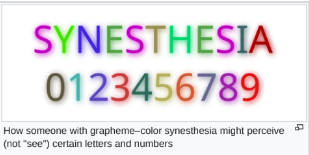 SYNESTHESIA
0123456789
How someone with grapheme–color synesthesia might perceive
(not "see") certain letters and numbers